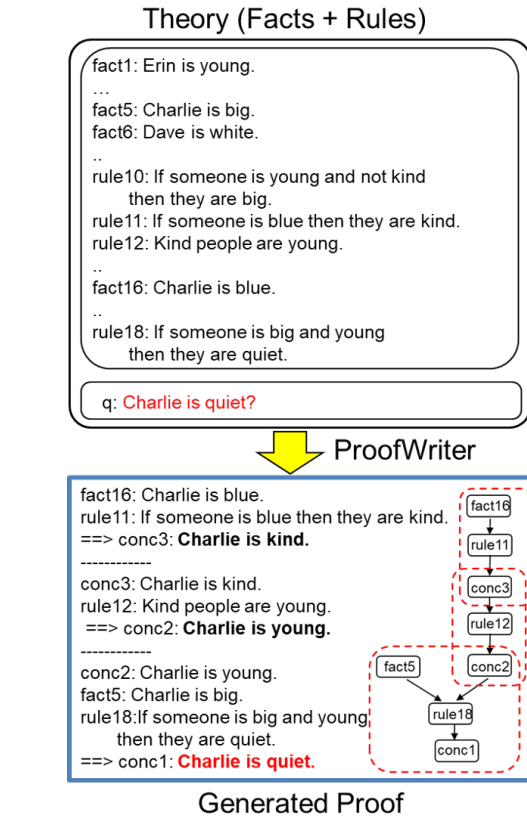 Theory (Facts + Rules)
fact1: Erin is young.
...
fact5: Charlie is big.
fact6: Dave is white.
..
rule10: If someone is young and not kind
then they are big.
rule11: If someone is blue then they are kind.
rule12: Kind people are young.
..
fact16: Charlie is blue.
..
rule18: If someone is big and young
then they are quiet.
q: Charlie is quiet?
ProofWriter
fact16: Charlie is blue.
rule11: If someone is blue then they are kind.
==> conc3: Charlie is kind.
------------
conc3: Charlie is kind.
rule12: Kind people are young.
==> conc2: Charlie is young.
------------
conc2: Charlie is young.
fact5: Charlie is big.
rule18:If someone is big and young
then they are quiet.
==> conc1: Charlie is quiet.
fact16
rule11
conc3
rule12
fact5
conc2
rule18
conc1
Generated Proof